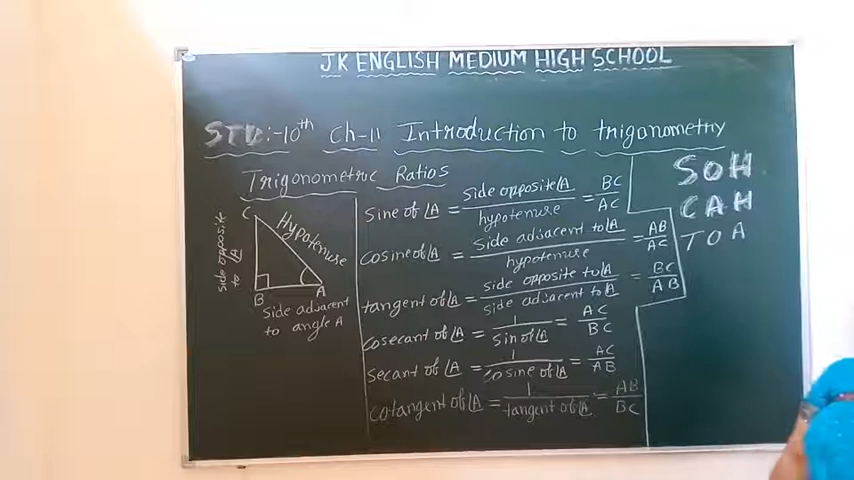 JK ENGLISH MEDIUM HIGH SCHOOL
STD:-10th Ch-11 Introduction to trigonometry
Trigonometric Ratios
C
Hypotenuse
side opposite
to ∠A
B
A
Side adjacent
to angle A
Sine of ∠A = Side opposite ∠A / hypotenuse = BC / AC
cosine of ∠A = Side adjacent to ∠A / hypotenuse = AB / AC
tangent of ∠A = side opposite to ∠A / side adjacent to ∠A = BC / AB
cosecant of ∠A = 1 / Sin of ∠A = AC / BC
Secant of ∠A = 1 / cosine of ∠A = AC / AB
cotangent of ∠A = 1 / tangent of ∠A = AB / BC
SOH
CAH
TOA